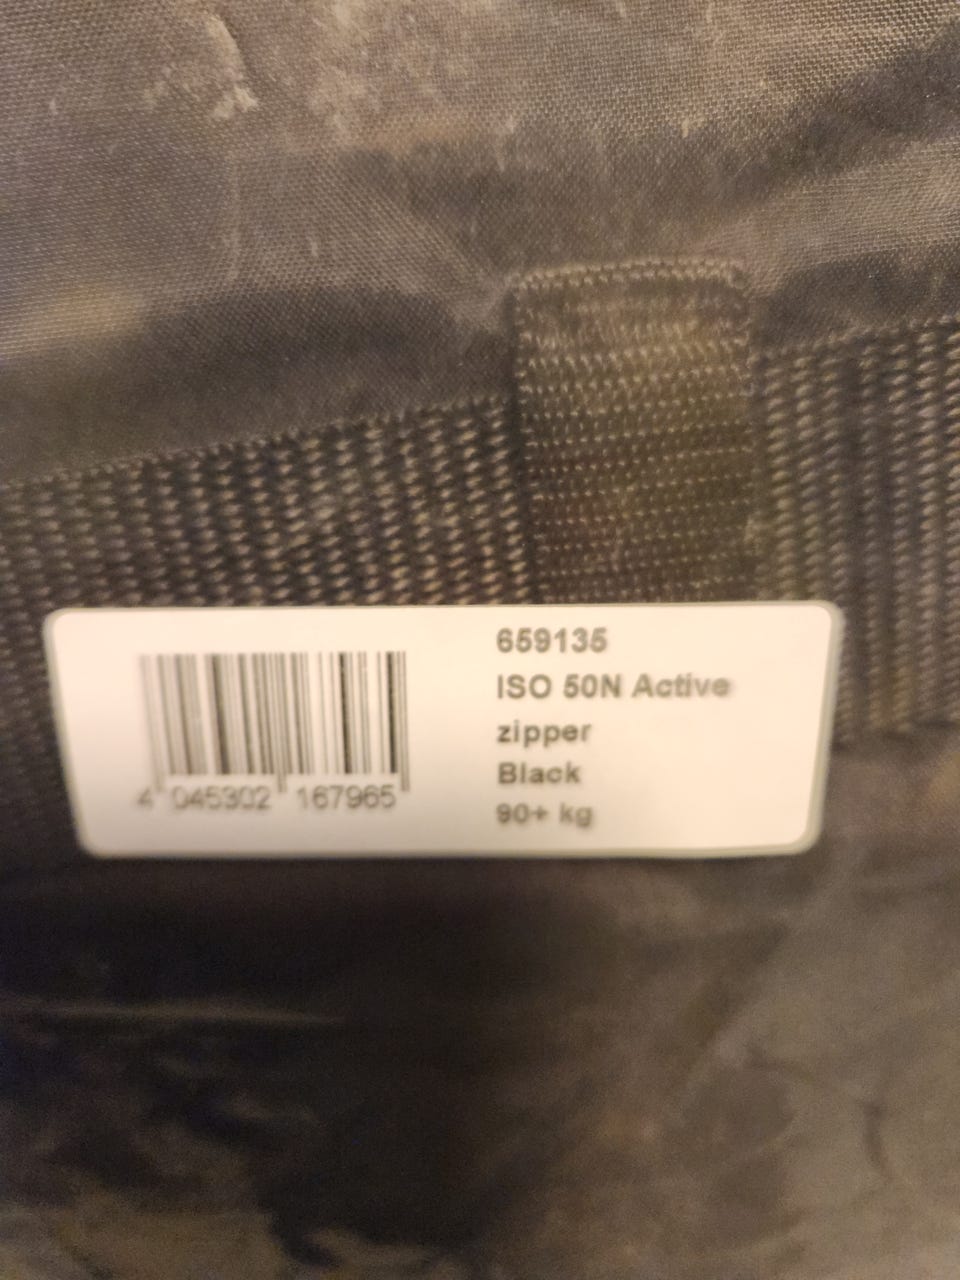 659135
ISO 50N Active
zipper
Black
90+ kg
4 045302 167965